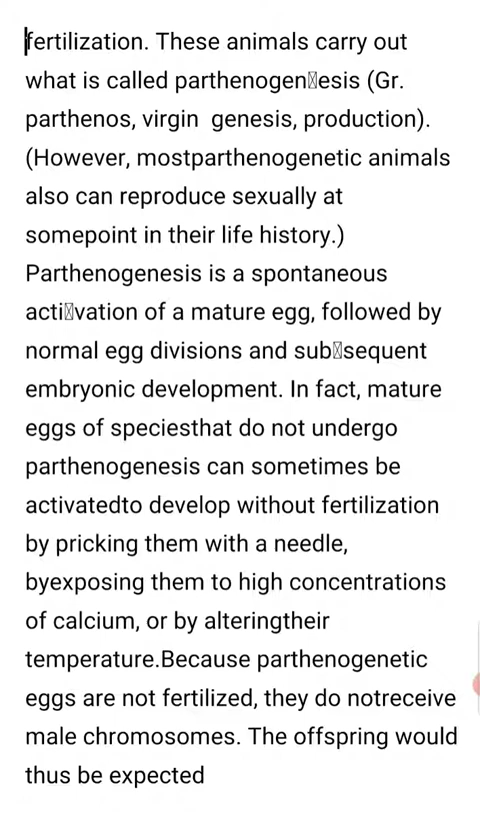 fertilization. These animals carry out
what is called parthenogen￾esis (Gr.
parthenos, virgin  genesis, production).
(However, mostparthenogenetic animals
also can reproduce sexually at
somepoint in their life history.)
Parthenogenesis is a spontaneous
acti￾vation of a mature egg, followed by
normal egg divisions and sub￾sequent
embryonic development. In fact, mature
eggs of speciesthat do not undergo
parthenogenesis can sometimes be
activatedto develop without fertilization
by pricking them with a needle,
byexposing them to high concentrations
of calcium, or by alteringtheir
temperature.Because parthenogenetic
eggs are not fertilized, they do notreceive
male chromosomes. The offspring would
thus be expected